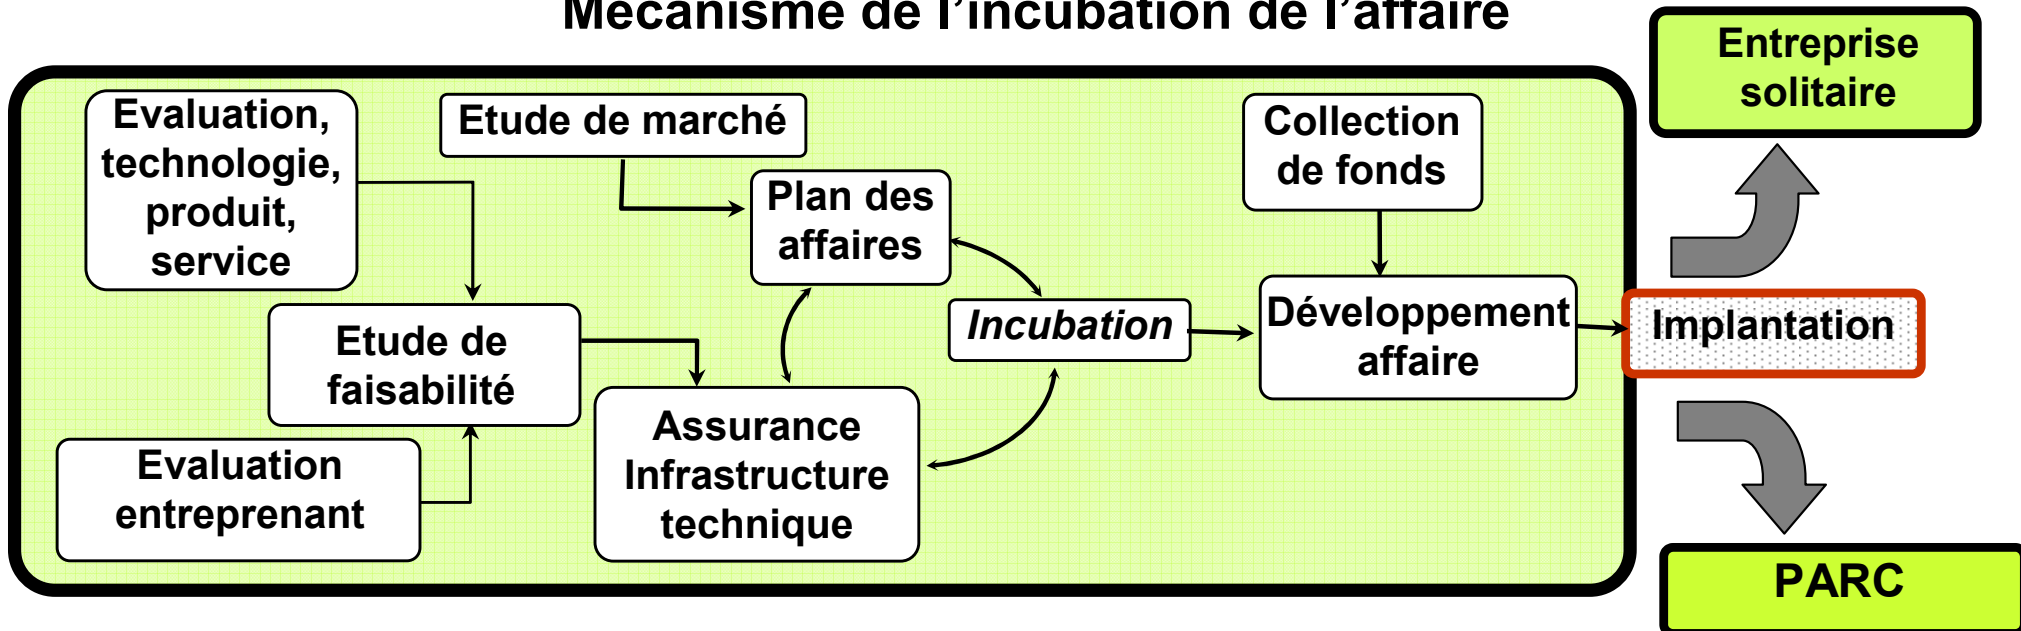 Mécanisme de l’incubation de l’affaire
Entreprise
solitaire
Evaluation,
technologie,
produit,
service
Etude de marché
Collection
de fonds
Plan des
affaires
Incubation
Développement
affaire
Implantation
Etude de
faisabilité
Assurance
Infrastructure
technique
Evaluation
entreprenant
PARC